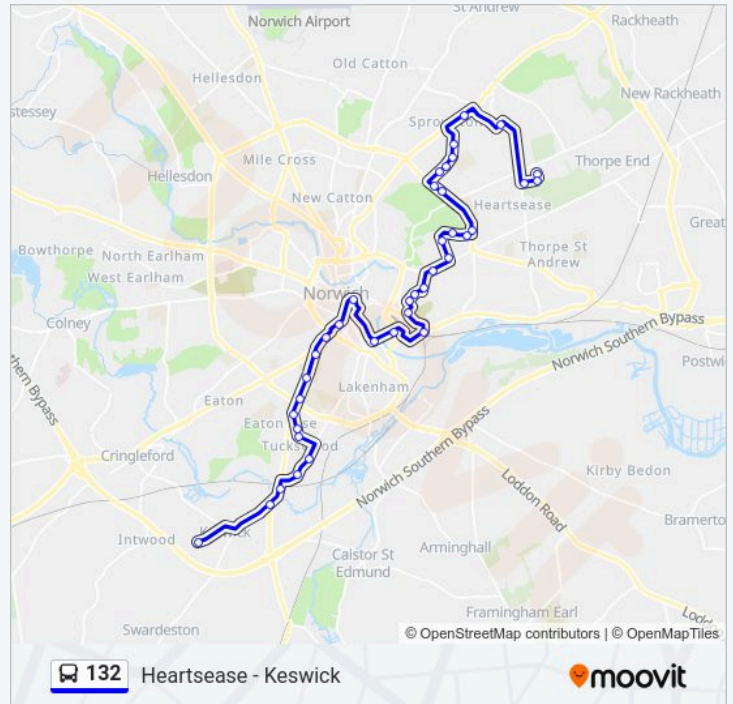 St Andrew
Norwich Airport
Rackheath
Old Catton
Hellesdon
New Rackheath
stessey
Mile Cross
Thorpe End
Hellesdon
New Catton
Heartsease
Great
Bowthorpe
North Earlham
Thorpe St
Andrew
West Earlham
Norwich
Colney
Norwich Southern Bypass
Postwi
Lakenham
Eaton
hern Bypass
Cringleford
Norwich Southern Bypass
Kirby Bedon
Loddon Road
Bramerto
Intwood
Arminghall
Caistor St
Edmund
Framingham Earl
Lodd
Swardeston
© OpenStreetMap contributors | © OpenMapTiles
132 Heartsease - Keswick
moovit